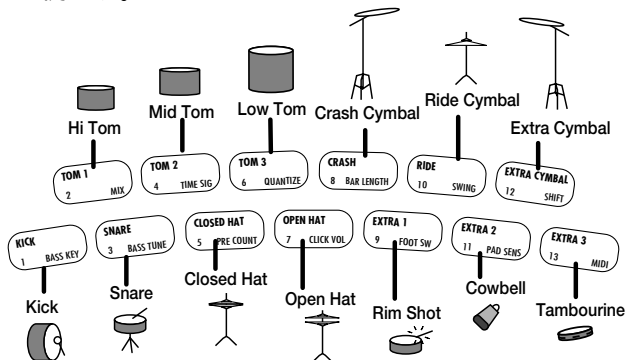 Mid Tom Low Tom Crash Cymbal Ride Cymbal
Hi Tom Extra Cymbal
TOM 1 TOM 2 TOM 3 CRASH RIDE EXTRA CYMBAL
2 MIX 4 TIME SIG 6 QUANTIZE 8 BAR LENGTH 10 SWING 12 SHIFT
KICK SNARE CLOSED HAT OPEN HAT EXTRA 1 EXTRA 2 EXTRA 3
1 BASS KEY 3 BASS TUNE 5 PRE COUNT 7 CLICK VOL 9 FOOT SW 11 PAD SENS 13 MIDI
Kick Snare Closed Hat Open Hat Rim Shot Cowbell Tambourine